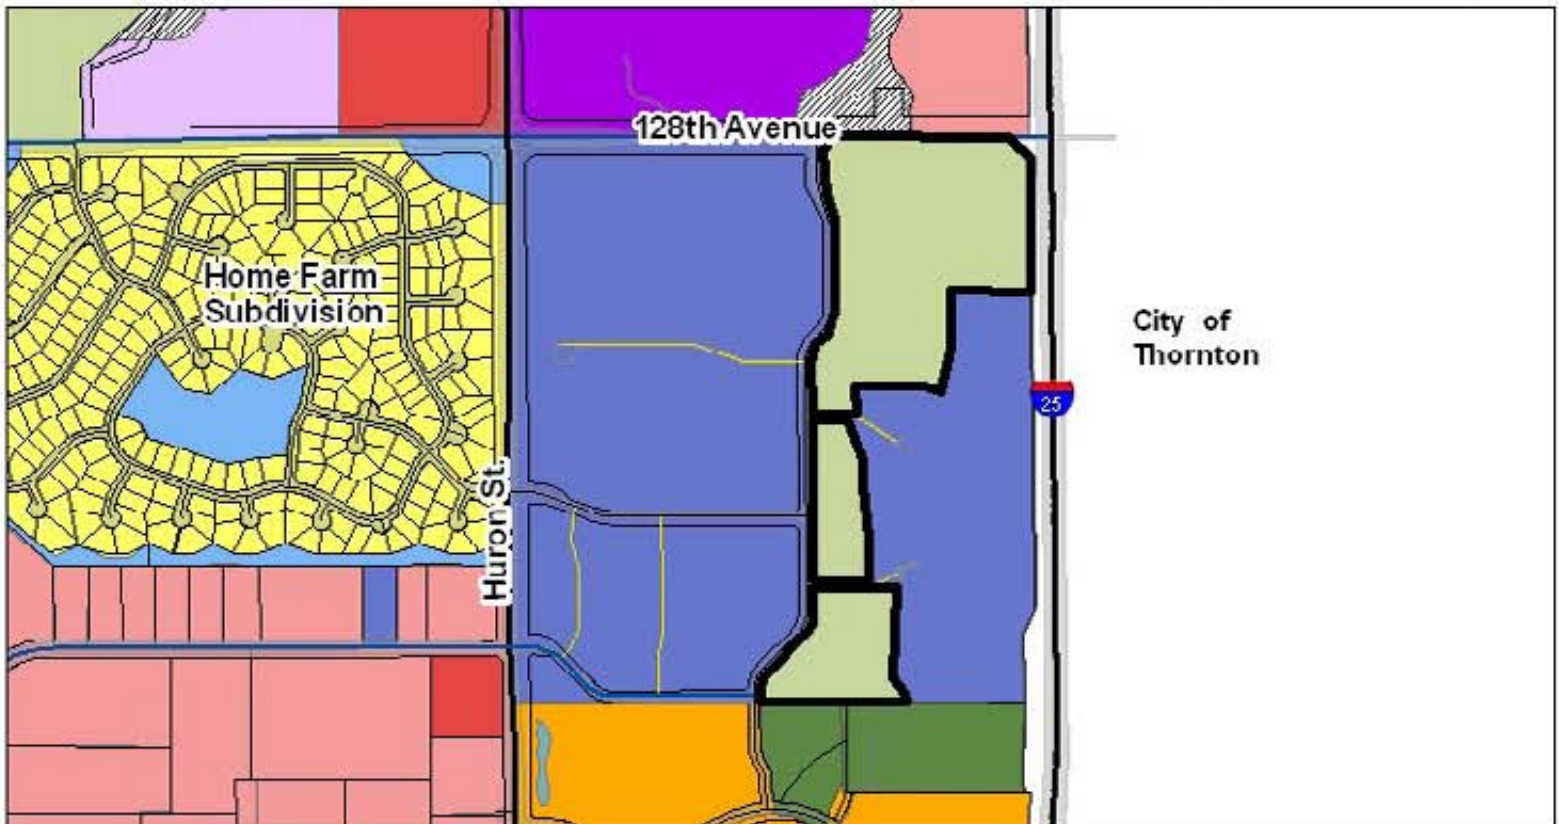 128th Avenue
Home Farm
Subdivision
City of
Thornton
25
Huron St.